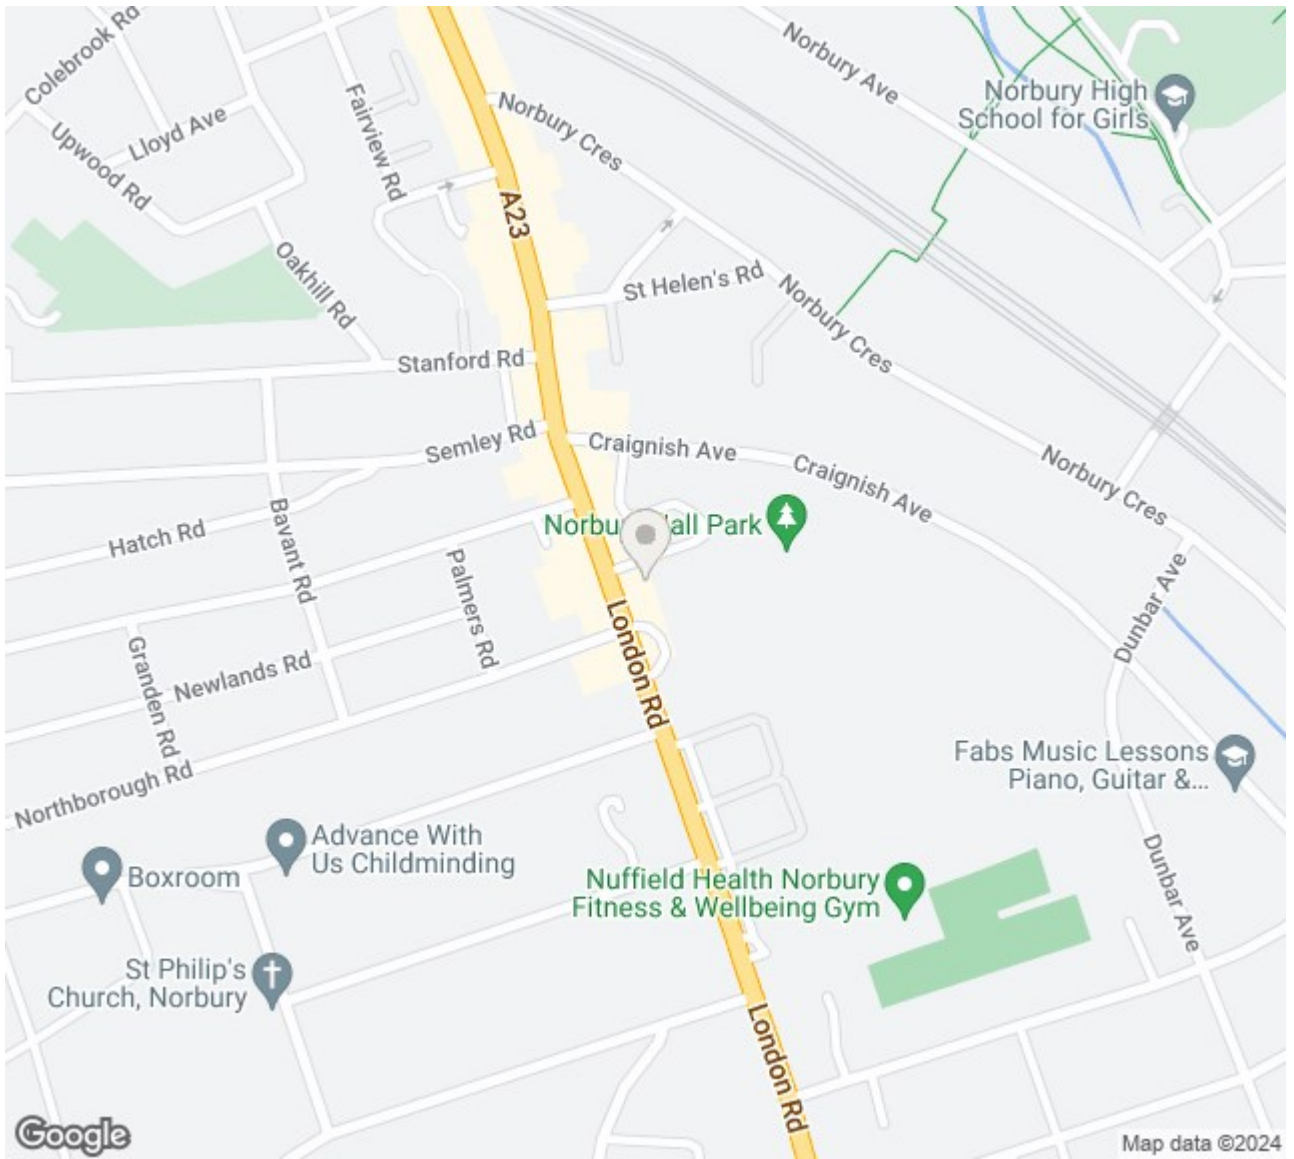 Colebrook Rd
Upwood Rd
Lloyd Ave
Fairview Rd
A23
Norbury Cres
Norbury Ave
Norbury High
School for Girls
Oakhill Rd
St Helen's Rd
Norbury Cres
Stanford Rd
Semley Rd
Craignish Ave
Craignish Ave
Norbury Cres
Hatch Rd
Bavant Rd
Palmers Rd
Park
London Rd
Dunbar Ave
Granden Rd
Newlands Rd
Northborough Rd
Fabs Music Lessons
Piano, Guitar &...
Advance With
Us Childminding
Boxroom
Nuffield Health Norbury
Fitness & Wellbeing Gym
Dunbar Ave
St Philip's
Church, Norbury
London Rd
Google
Map data ©2024